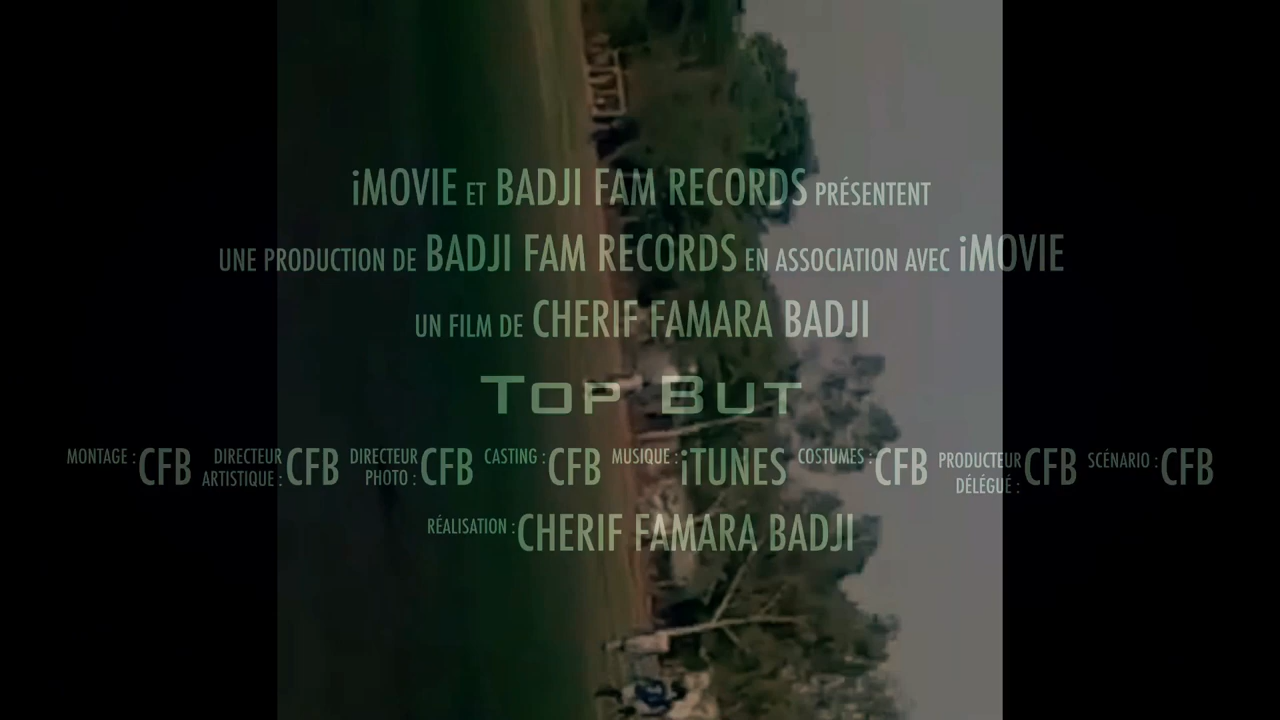 iMOVIE ET BADJI FAM RECORDS PRÉSENTENT
UNE PRODUCTION DE BADJI FAM RECORDS EN ASSOCIATION AVEC iMOVIE
UN FILM DE CHERIF FAMARA BADJI
TOP BUT
MONTAGE : CFB DIRECTEUR ARTISTIQUE : CFB DIRECTEUR PHOTO : CFB CASTING : CFB MUSIQUE : iTUNES COSTUMES : CFB PRODUCTEUR DÉLÉGUÉ : CFB SCÉNARIO : CFB
RÉALISATION : CHERIF FAMARA BADJI